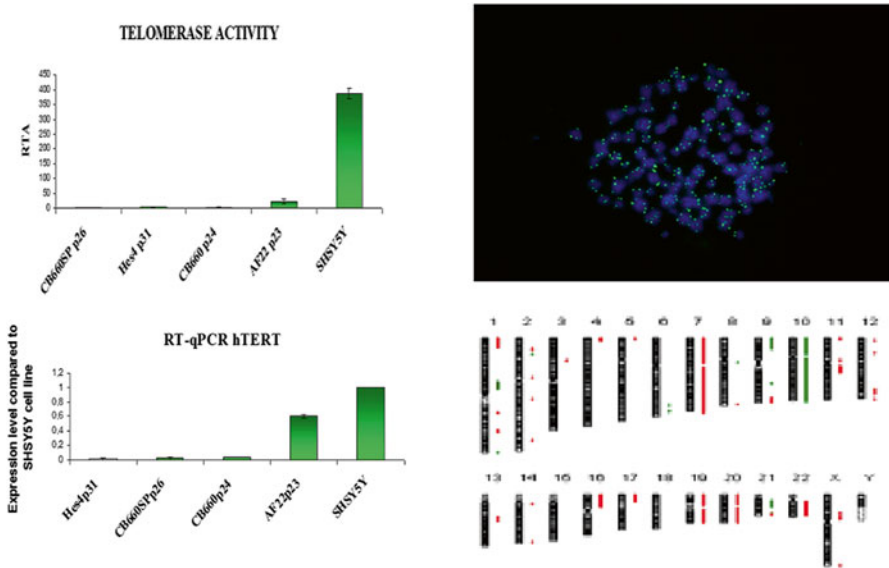 TELOMERASE ACTIVITY
RTA
450
400
350
300
250
200
150
100
50
0
CB660SP p26
Hes4 p31
CB660 p24
AF22 p23
SHSY5Y
RT-qPCR hTERT
Expression level compared to
SHSY5Y cell line
1,2
1
0,8
0,6
0,4
0,2
0
Hes4p31
CB660SPp26
CB660p24
AF22p23
SHSY5Y
1 2 3 4 5 6 7 8 9 10 11 12
13 14 15 16 17 18 19 20 21 22 X Y